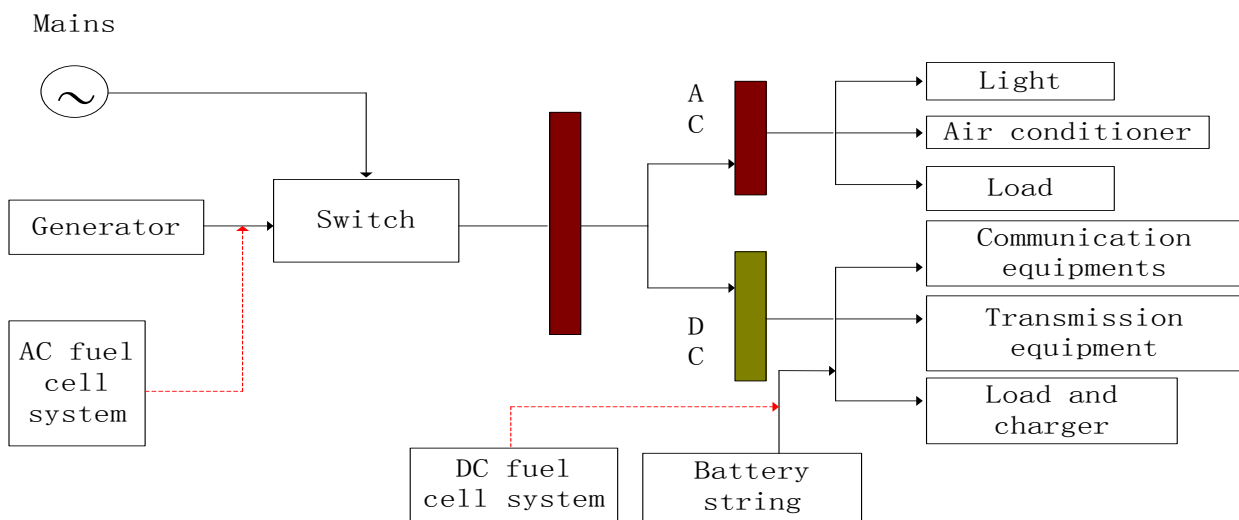 Mains
~
Generator
Switch
AC fuel
cell
system
DC fuel
cell system
Battery
string
A
C
D
C
Light
Air conditioner
Load
Communication
equipments
Transmission
equipment
Load and
charger